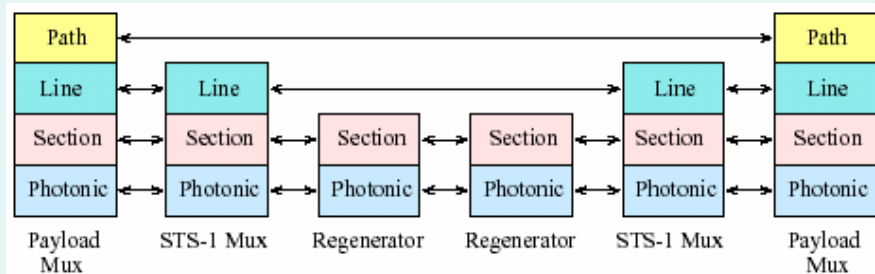 Path Path
Line Line Line Line
Section Section Section Section Section Section
Photonic Photonic Photonic Photonic Photonic Photonic
Payload Mux STS-1 Mux Regenerator Regenerator STS-1 Mux Payload Mux